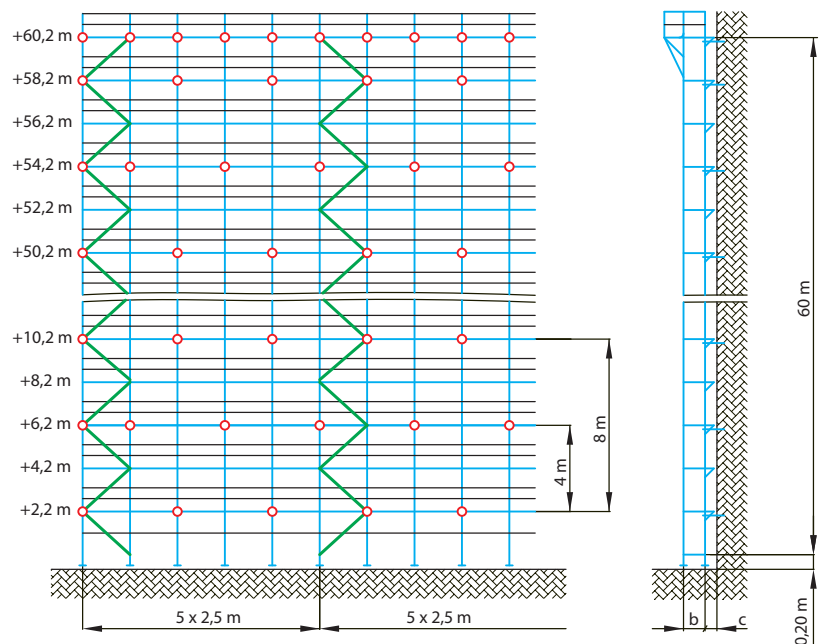 +60,2 m
+58,2 m
+56,2 m
+54,2 m
+52,2 m
+50,2 m
+10,2 m
+8,2 m
+6,2 m
+4,2 m
+2,2 m
4 m
8 m
5 x 2,5 m
5 x 2,5 m
60 m
b
c
0,20 m